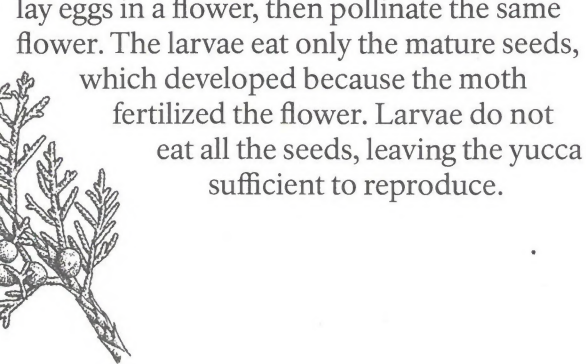 lay eggs in a flower, then pollinate the same
flower. The larvae eat only the mature seeds,
which developed because the moth
fertilized the flower. Larvae do not
eat all the seeds, leaving the yucca
sufficient to reproduce.